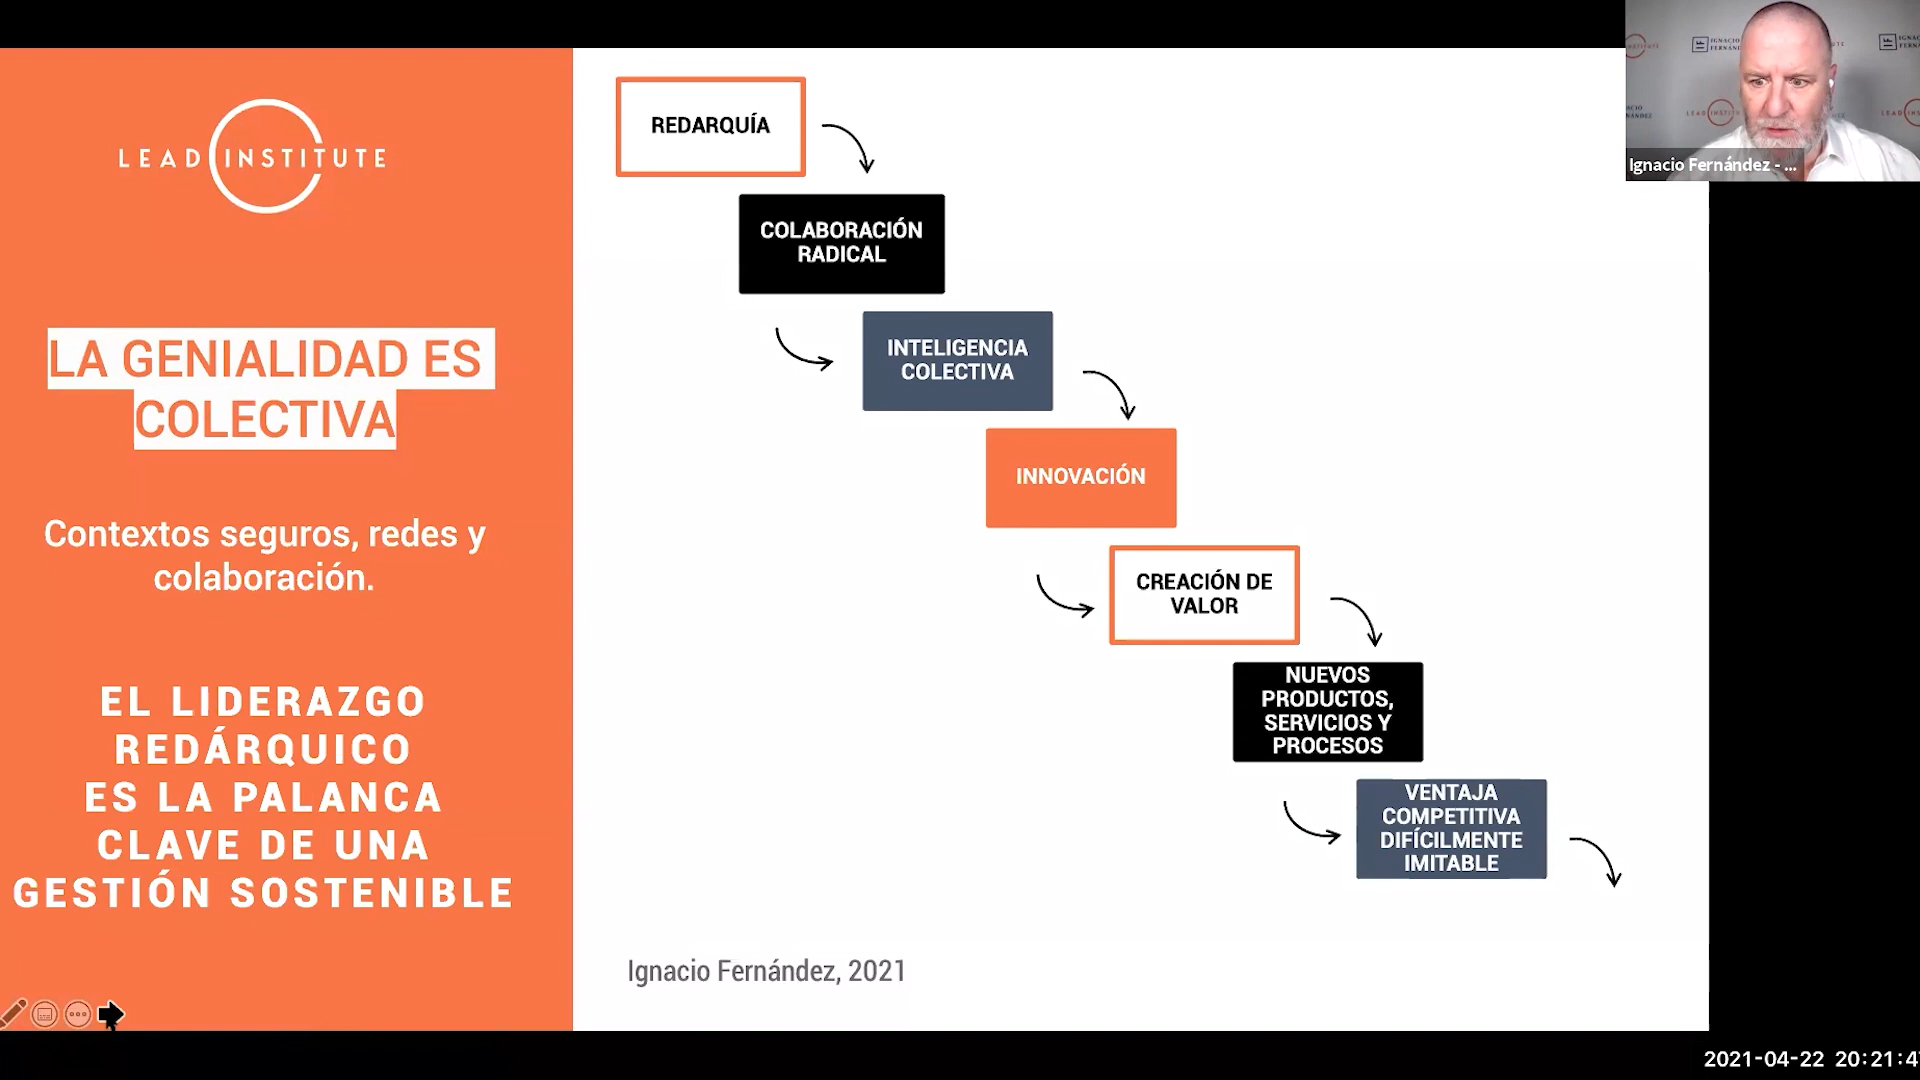 LEAD INSTITUTE
LA GENIALIDAD ES
COLECTIVA
Contextos seguros, redes y
colaboración.
EL LIDERAZGO
REDÁRQUICO
ES LA PALANCA
CLAVE DE UNA
GESTIÓN SOSTENIBLE
REDARQUÍA
COLABORACIÓN
RADICAL
INTELIGENCIA
COLECTIVA
INNOVACIÓN
CREACIÓN DE
VALOR
NUEVOS
PRODUCTOS,
SERVICIOS Y
PROCESOS
VENTAJA
COMPETITIVA
DIFÍCILMENTE
IMITABLE
Ignacio Fernández, 2021
Ignacio Fernández - ...
2021-04-22 20:21:4